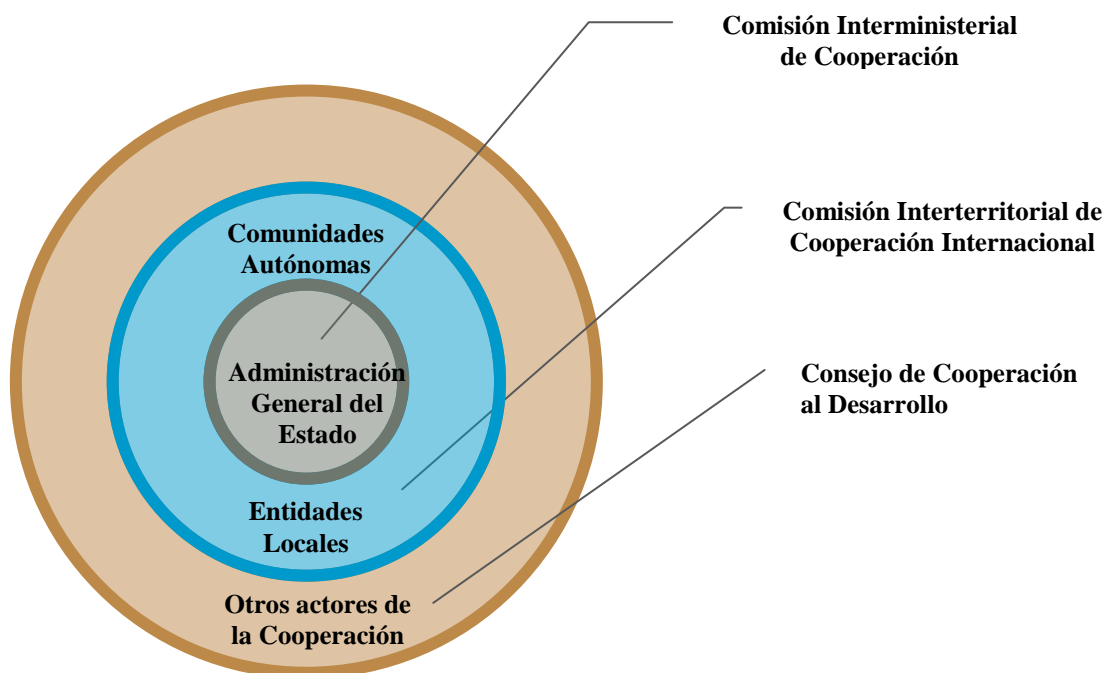 Comisión Interministerial
de Cooperación
Comunidades
Autónomas
Comisión Interterritorial de
Cooperación Internacional
Administración
General del
Estado
Consejo de Cooperación
al Desarrollo
Entidades
Locales
Otros actores de
la Cooperación